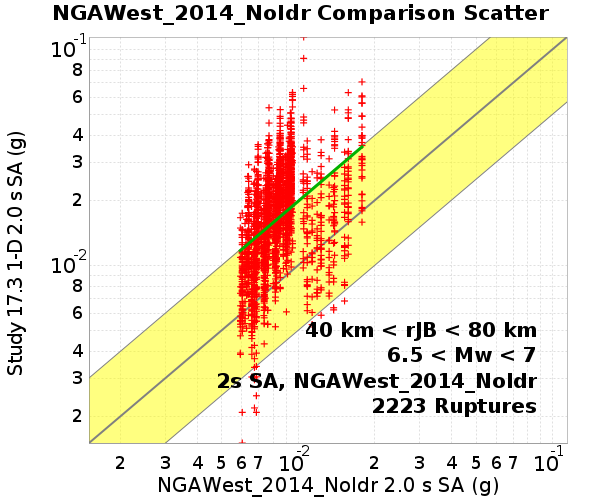 NGAWest_2014_NoIdr Comparison Scatter
10-1
8
6
4
3
2
10-2
8
6
4
3
2
Study 17.3 1-D 2.0 s SA (g)
40 km < rJB < 80 km
6.5 < Mw < 7
2s SA, NGAWest_2014_NoIdr
2223 Ruptures
2 3 4 5 6 7 10-2 2 3 4 5 6 7 10-1
NGAWest_2014_NoIdr 2.0 s SA (g)